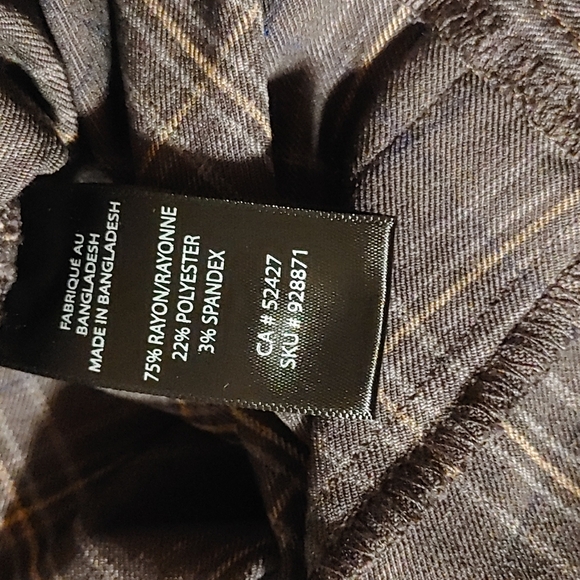 FABRIQUÉ AU
BANGLADESH
MADE IN BANGLADESH
75% RAYON/RAYONNE
22% POLYESTER
3% SPANDEX
CA # 52427
SKU # 928871